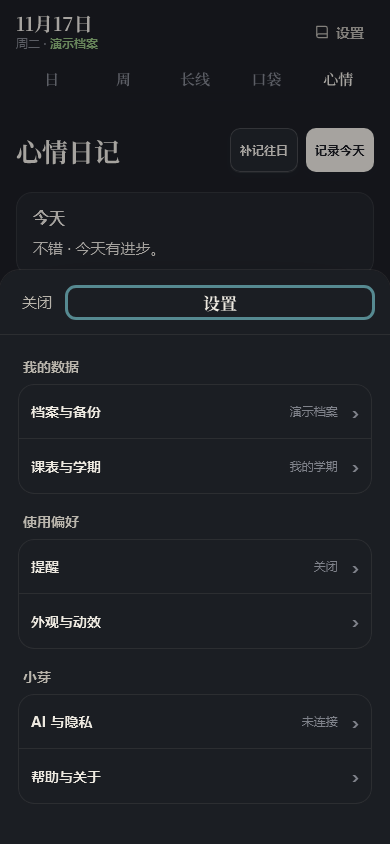 11月17日
周二 · 演示档案
设置
日 周 长线 口袋 心情
心情日记
补记往日
记录今天
今天
不错 · 今天有进步。
关闭
设置
我的数据
档案与备份 演示档案 ›
课表与学期 我的学期 ›
使用偏好
提醒 关闭 ›
外观与动效 ›
小芽
AI 与隐私 未连接 ›
帮助与关于 ›